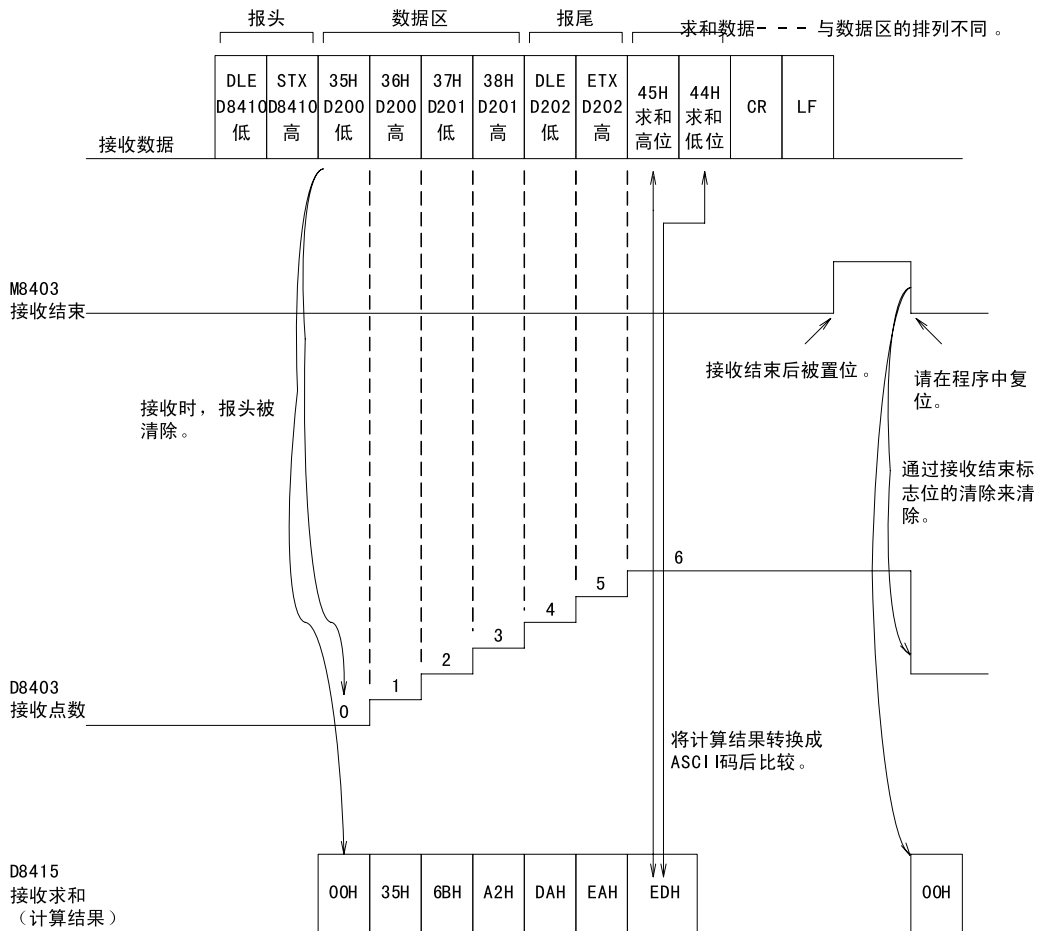 报头 数据区 报尾
求和数据--- 与数据区的排列不同。
DLE STX 35H 36H 37H 38H DLE ETX 45H 44H CR LF
D8410 D8410 D200 D200 D201 D201 D202 D202 求和 求和
低 高 低 高 低 高 低 高 高位 低位
接收数据
M8403
接收结束
接收结束后被置位。
请在程序中复
位。
接收时，报头被
清除。
通过接收结束标
志位的清除来清
除。
6
5
4
3
2
1
0
D8403
接收点数
将计算结果转换成
ASCII码后比较。
D8415
接收求和
（计算结果）
00H 35H 6BH A2H DAH EAH EDH 00H